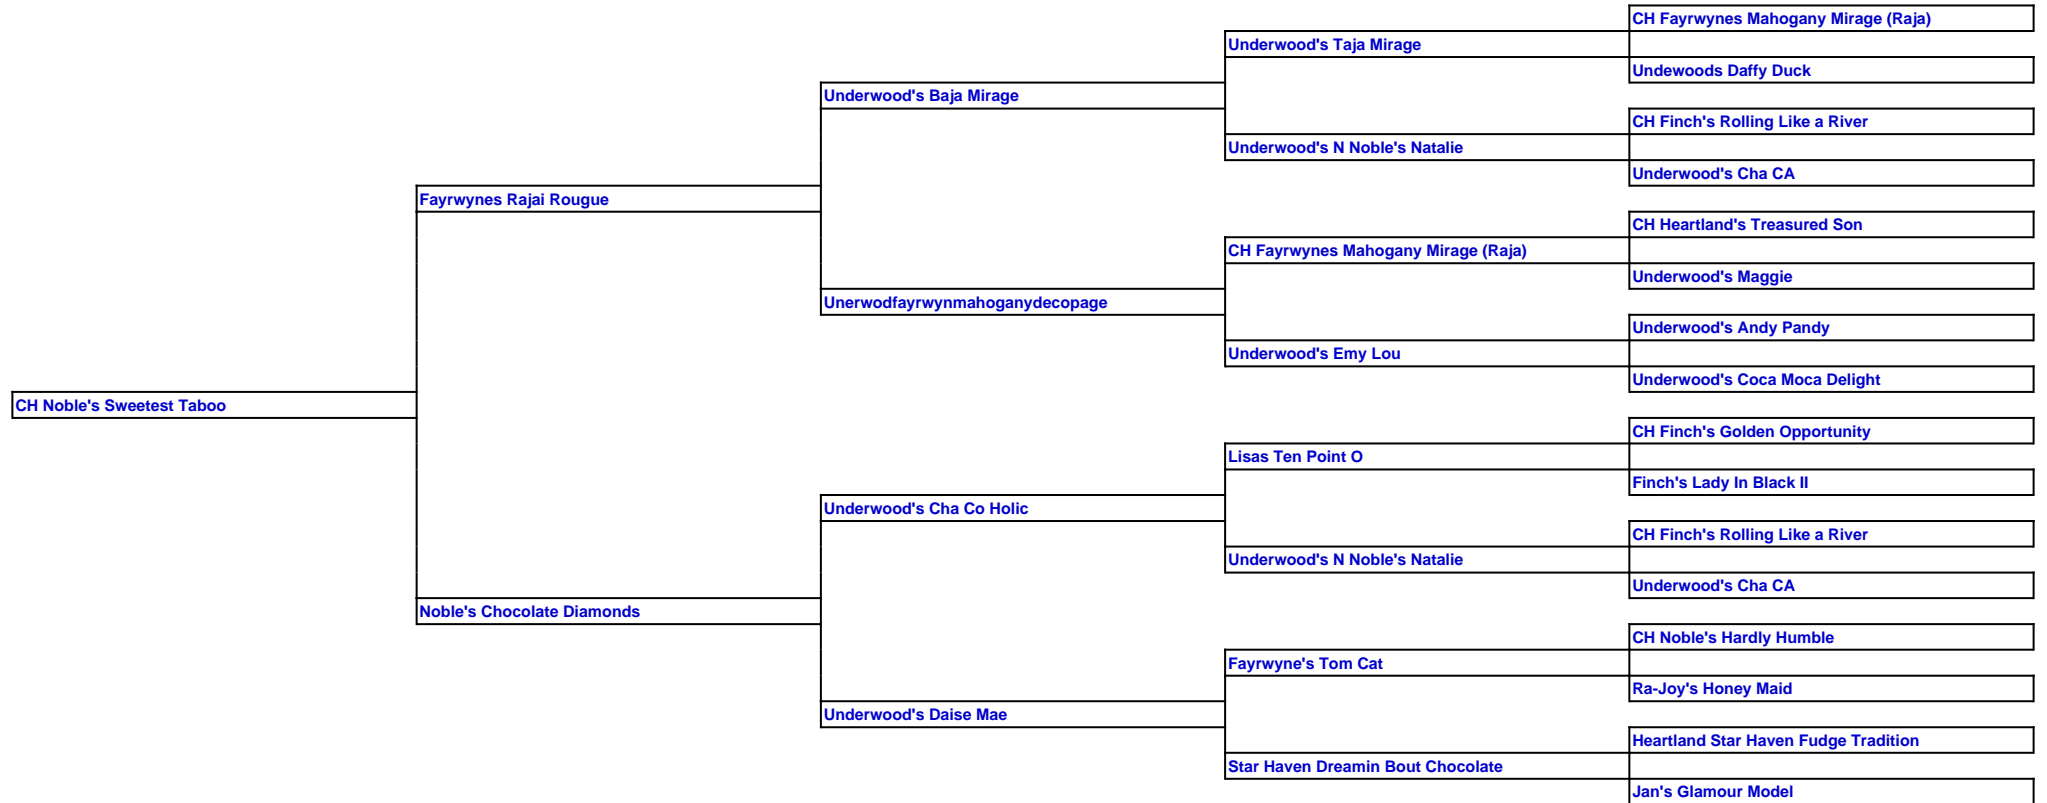 CH Fayrwynes Mahogany Mirage (Raja)
Underwood's Taja Mirage
Undewoods Daffy Duck
Underwood's Baja Mirage
CH Finch's Rolling Like a River
Underwood's N Noble's Natalie
Underwood's Cha CA
Fayrwynes Rajai Rougue
CH Heartland's Treasured Son
CH Fayrwynes Mahogany Mirage (Raja)
Underwood's Maggie
Unerwodfayrwynmahoganydecopage
Underwood's Andy Pandy
Underwood's Emy Lou
Underwood's Coca Moca Delight
CH Noble's Sweetest Taboo
CH Finch's Golden Opportunity
Lisas Ten Point O
Finch's Lady In Black II
Underwood's Cha Co Holic
CH Finch's Rolling Like a River
Underwood's N Noble's Natalie
Underwood's Cha CA
Noble's Chocolate Diamonds
CH Noble's Hardly Humble
Fayrwyne's Tom Cat
Ra-Joy's Honey Maid
Underwood's Daise Mae
Heartland Star Haven Fudge Tradition
Star Haven Dreamin Bout Chocolate
Jan's Glamour Model